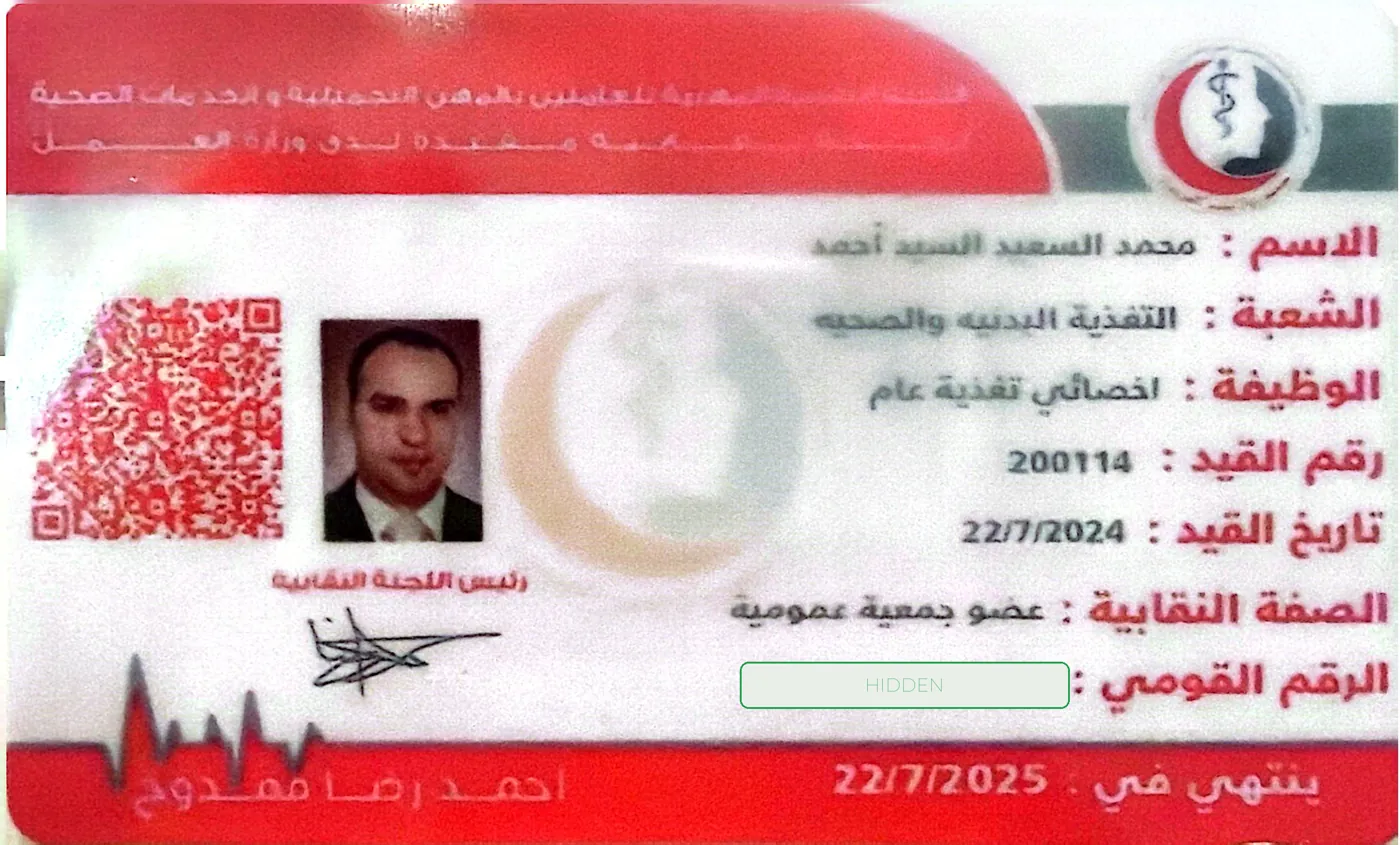 للعاملين بالمهن التجميلية و الخدمات الصحية
لدى وزارة العمل
الاسم : محمد السعيد السيد أحمد
الشعبة : التغذية البدنيه والصحيه
الوظيفة : اخصائي تغذية عام
رقم القيد : 200114
تاريخ القيد : 22/7/2024
رئيس اللجنة النقابية
الصفة النقابية : عضو جمعية عمومية
الرقم القومي : HIDDEN
ينتهي في : 22/7/2025
احمد رضا ممدوح